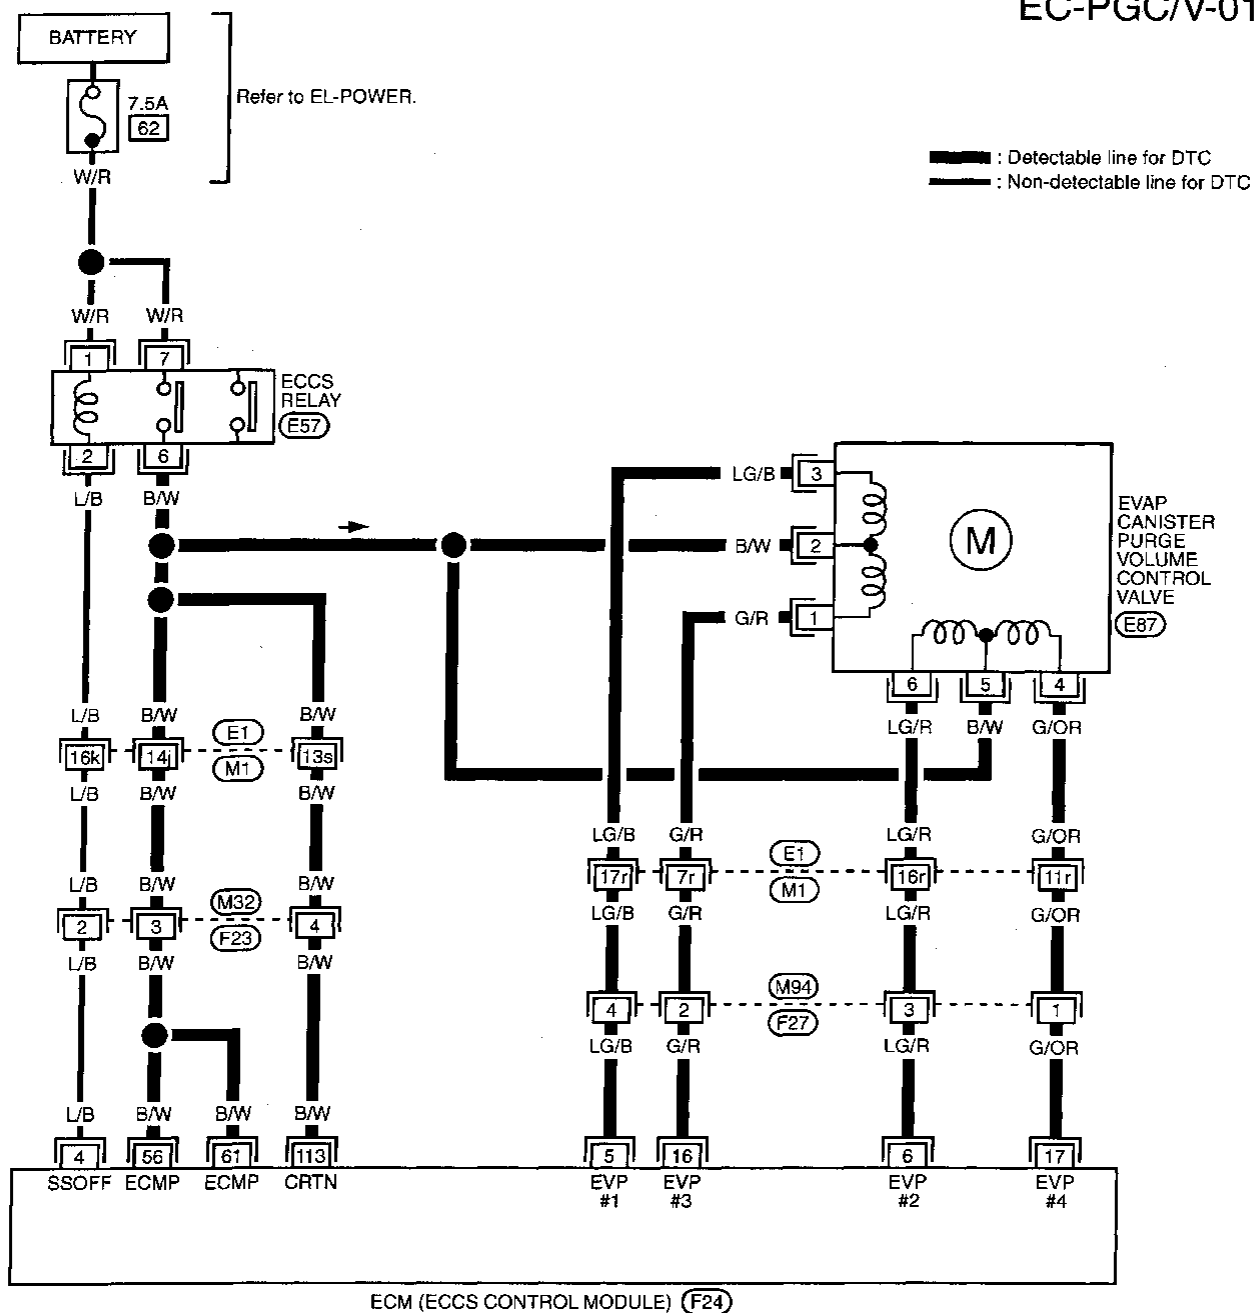 EC-PGC/V-01
BATTERY
7.5A
62
Refer to EL-POWER.
: Detectable line for DTC
: Non-detectable line for DTC
W/R
W/R W/R
1 7
ECCS
RELAY
E57
2 6
L/B B/W
LG/B 3
B/W 2
G/R 1
M
EVAP
CANISTER
PURGE
VOLUME
CONTROL
VALVE
E87
6 5 4
LG/R B/W G/OR
L/B B/W B/W
E1
16k 14j 13s
M1
L/B B/W B/W
LG/B G/R LG/R G/OR
E1
17r 7r 16r 11r
M1
LG/B G/R LG/R G/OR
L/B B/W B/W
M32
2 3 4
F23
L/B B/W B/W
M94
4 2 3 1
F27
LG/B G/R LG/R G/OR
L/B B/W B/W B/W
4 56 61 113 5 16 6 17
SSOFF ECMP ECMP CRTN EVP EVP EVP EVP
#1 #3 #2 #4
ECM (ECCS CONTROL MODULE) F24